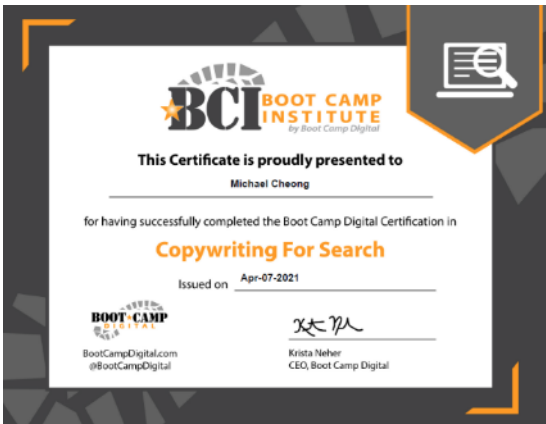 BCI BOOT CAMP
INSTITUTE
by Boot Camp Digital
This Certificate is proudly presented to
Michael Cheong
for having successfully completed the Boot Camp Digital Certification in
Copywriting For Search
Issued on Apr-07-2021
BOOT CAMP
DIGITAL
BootCampDigital.com
@BootCampDigital
Krista Neher
CEO, Boot Camp Digital